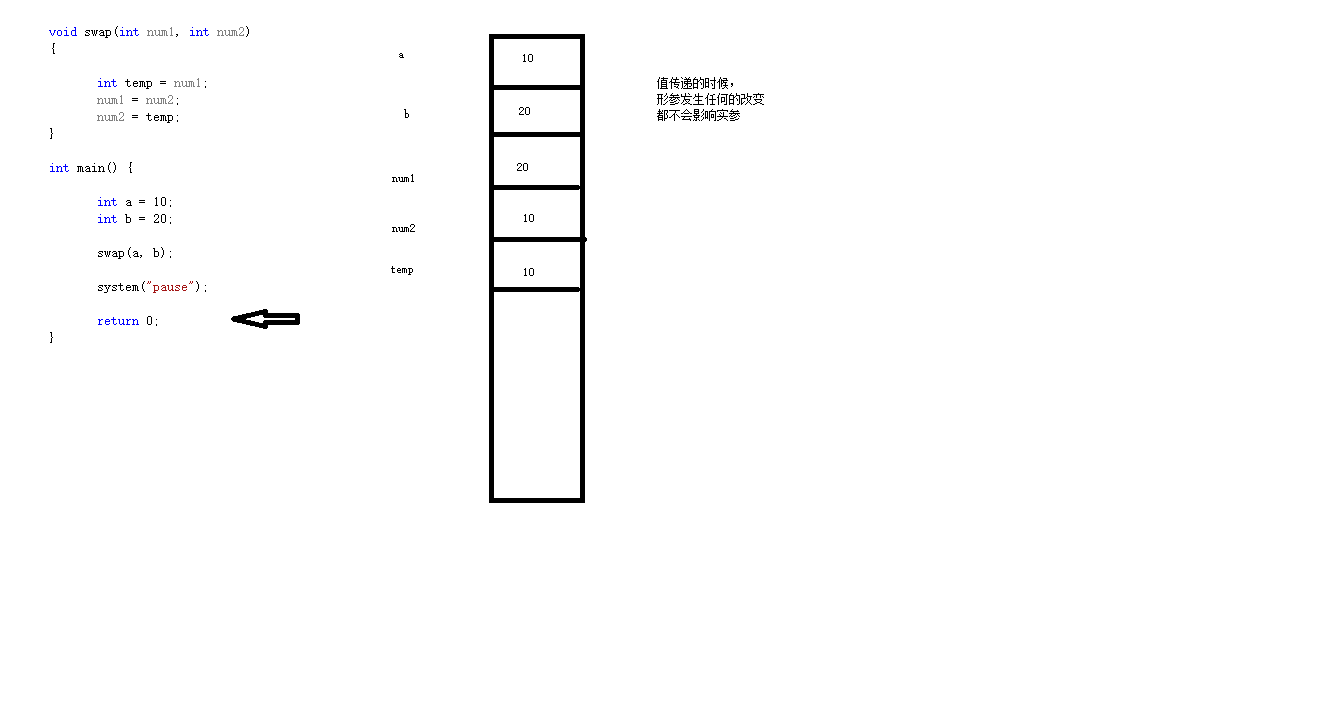 void swap(int num1, int num2)
{
int temp = num1;
num1 = num2;
num2 = temp;
}
int main() {
int a = 10;
int b = 20;
swap(a, b);
system("pause");
return 0;
}
a
10
b
20
num1
20
num2
10
temp
10
值传递的时候，
形参发生任何的改变
都不会影响实参